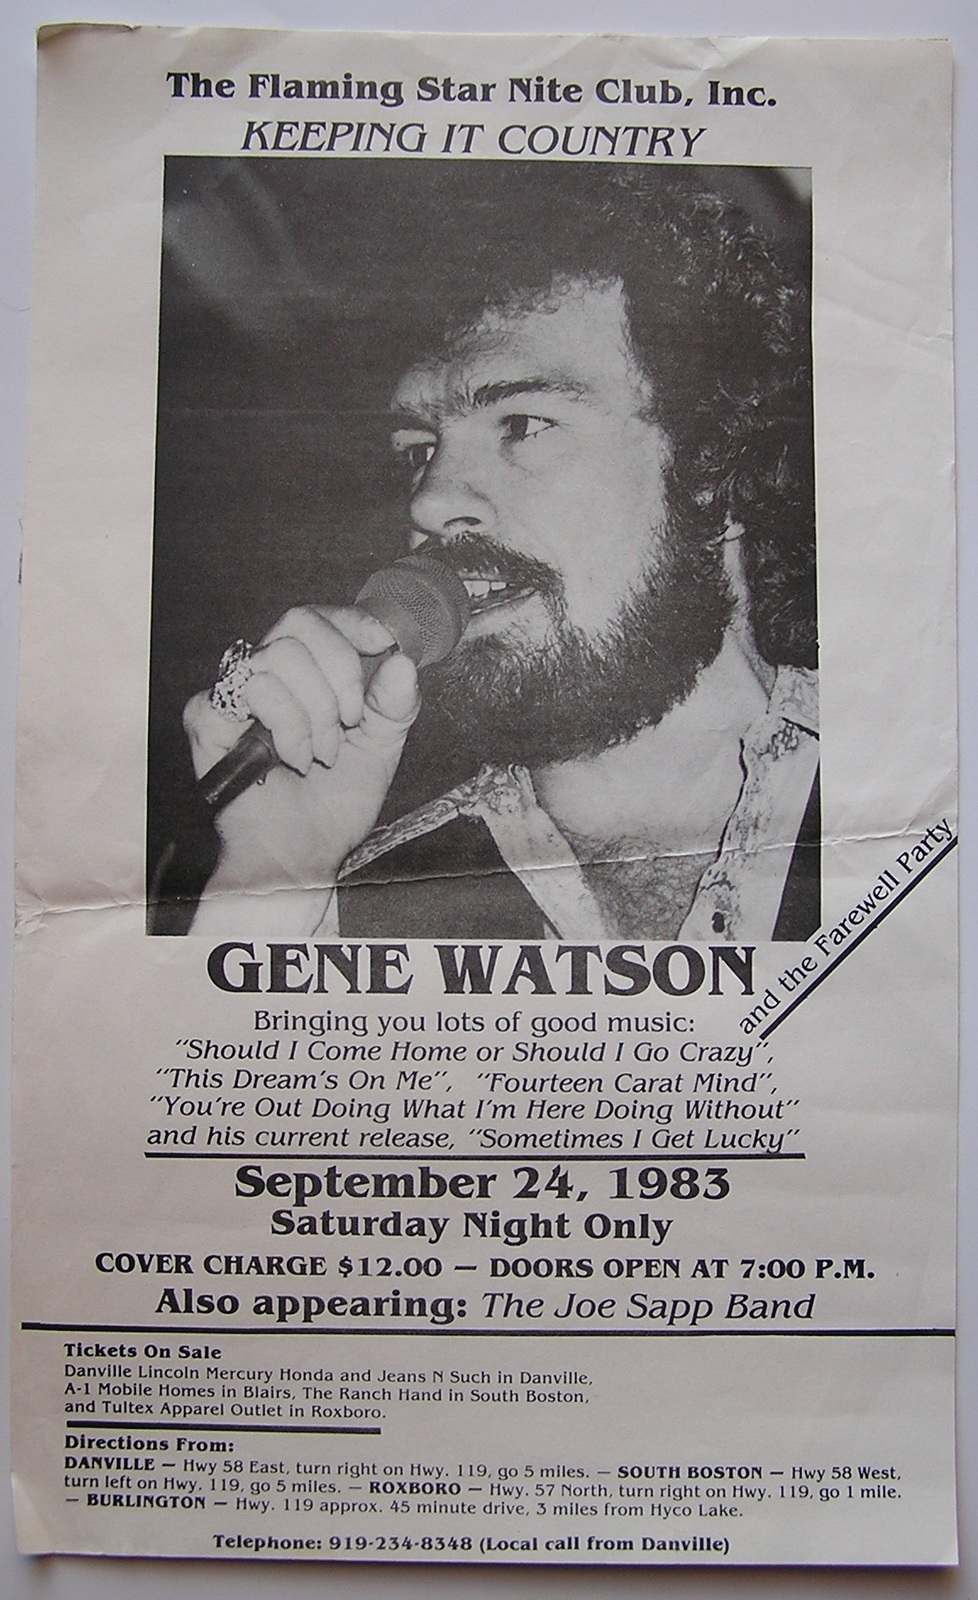 The Flaming Star Nite Club, Inc.
KEEPING IT COUNTRY
GENE WATSON
and the Farewell Party
Bringing you lots of good music:
"Should I Come Home or Should I Go Crazy",
"This Dream's On Me", "Fourteen Carat Mind",
"You're Out Doing What I'm Here Doing Without"
and his current release, "Sometimes I Get Lucky"
September 24, 1983
Saturday Night Only
COVER CHARGE $12.00 — DOORS OPEN AT 7:00 P.M.
Also appearing: The Joe Sapp Band
Tickets On Sale
Danville Lincoln Mercury Honda and Jeans N Such in Danville,
A-1 Mobile Homes in Blairs, The Ranch Hand in South Boston,
and Tultex Apparel Outlet in Roxboro.
Directions From:
DANVILLE — Hwy 58 East, turn right on Hwy. 119, go 5 miles. — SOUTH BOSTON — Hwy 58 West,
turn left on Hwy. 119, go 5 miles. — ROXBORO — Hwy. 57 North, turn right on Hwy. 119, go 1 mile.
— BURLINGTON — Hwy. 119 approx. 45 minute drive, 3 miles from Hyco Lake.
Telephone: 919-234-8348 (Local call from Danville)